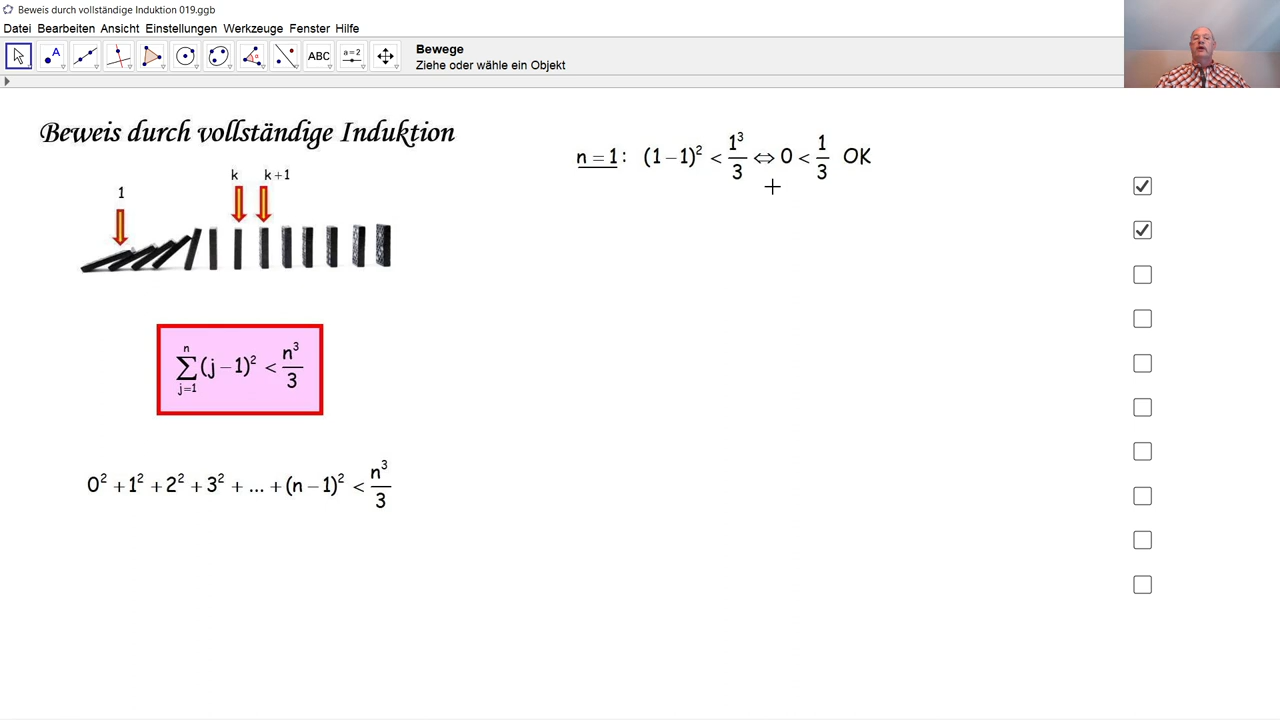 Beweis durch vollständige Induktion 019.ggb
Datei Bearbeiten Ansicht Einstellungen Werkzeuge Fenster Hilfe
A ABC a=2
Bewege
Ziehe oder wähle ein Objekt
Beweis durch vollständige Induktion
1 k k+1
∑_{j=1}^{n} (j−1)² < n³/3
0² + 1² + 2² + 3² + ... + (n−1)² < n³/3
n = 1: (1−1)² < 1³/3 ⇔ 0 < 1/3 OK